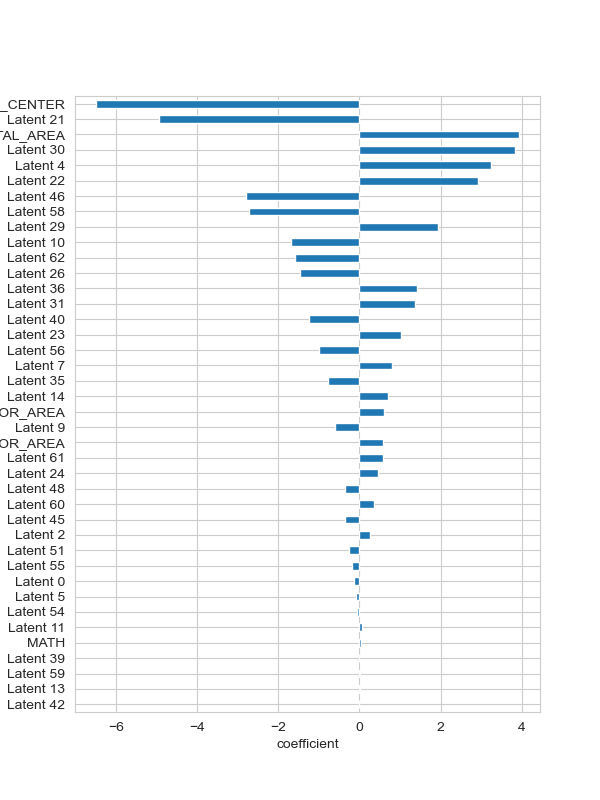 _CENTER
Latent 21
TAL_AREA
Latent 30
Latent 4
Latent 22
Latent 46
Latent 58
Latent 29
Latent 10
Latent 62
Latent 26
Latent 36
Latent 31
Latent 40
Latent 23
Latent 56
Latent 7
Latent 35
Latent 14
OR_AREA
Latent 9
OR_AREA
Latent 61
Latent 24
Latent 48
Latent 60
Latent 45
Latent 2
Latent 51
Latent 55
Latent 0
Latent 5
Latent 54
Latent 11
MATH
Latent 39
Latent 59
Latent 13
Latent 42
−6 −4 −2 0 2 4
coefficient